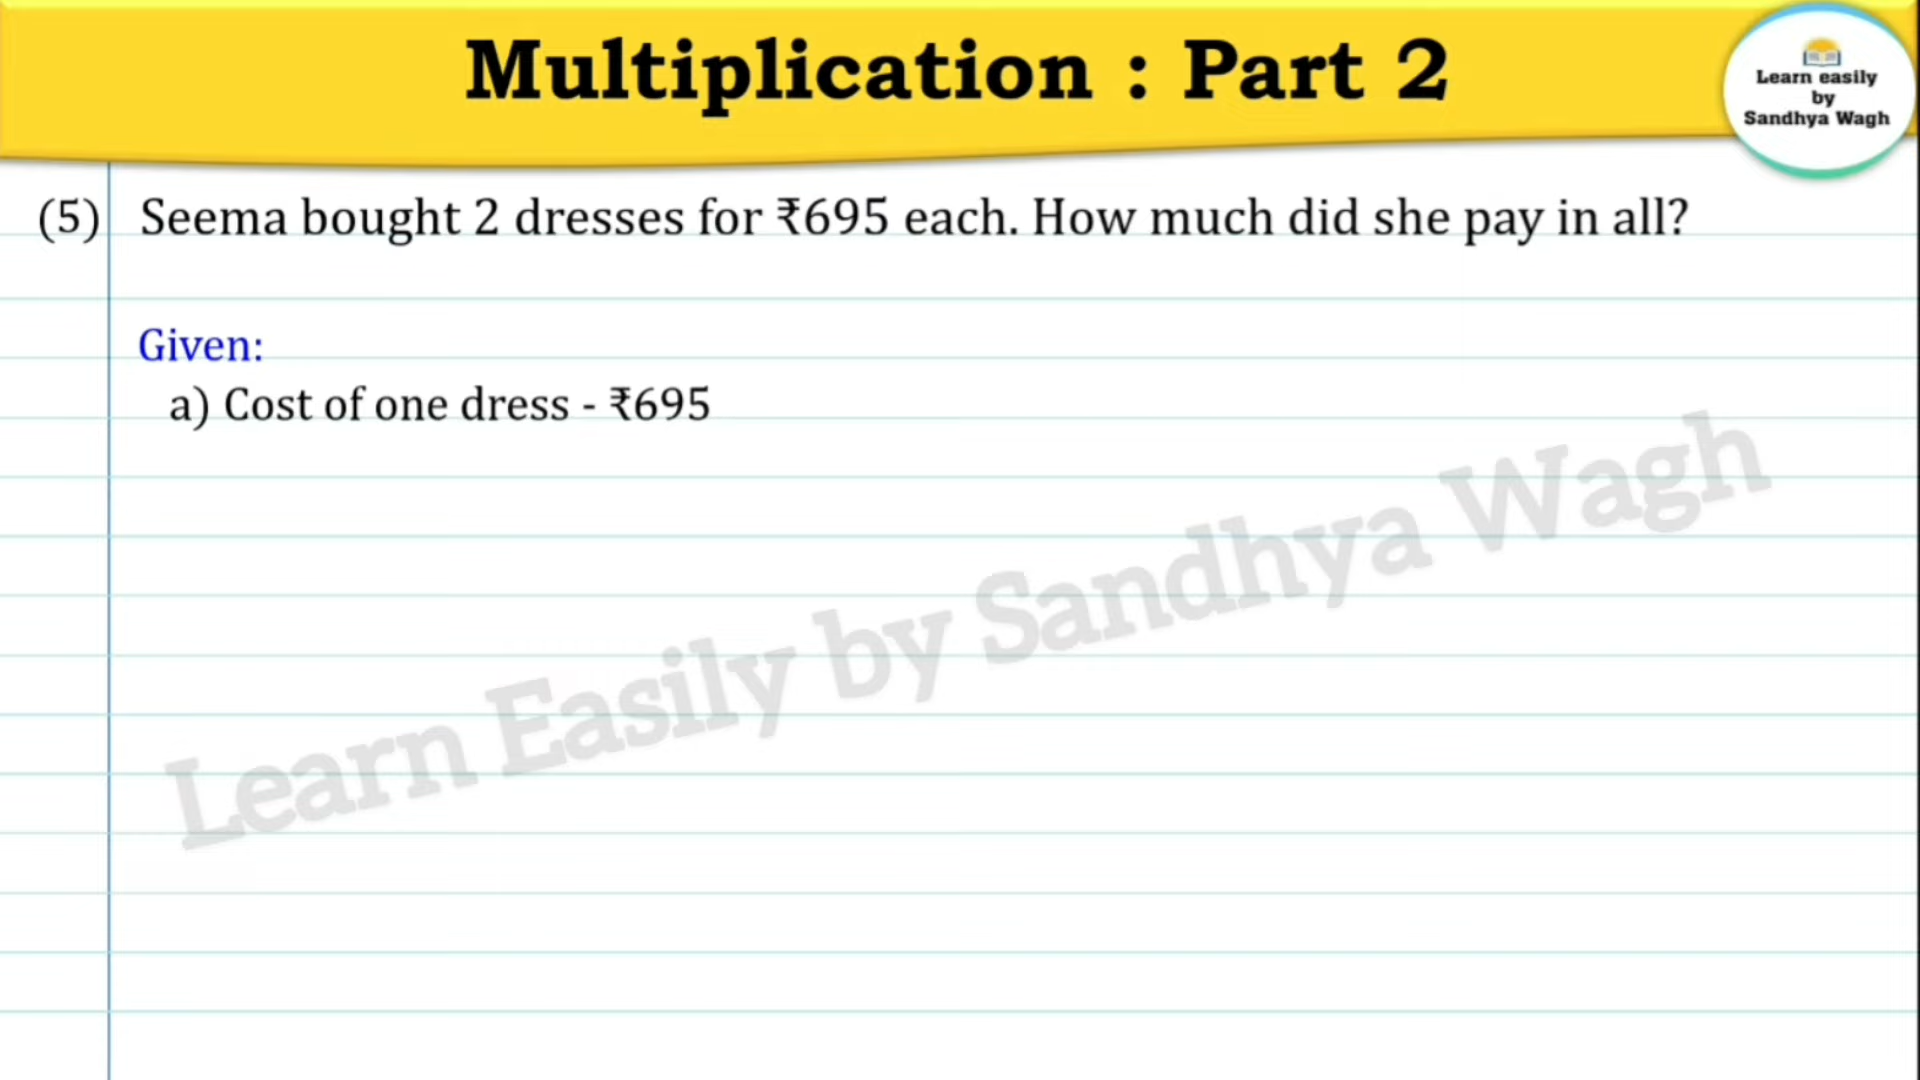 Multiplication : Part 2
Learn easily
by
Sandhya Wagh
(5) Seema bought 2 dresses for ₹695 each. How much did she pay in all?
Given:
a) Cost of one dress - ₹695
Learn Easily by Sandhya Wagh